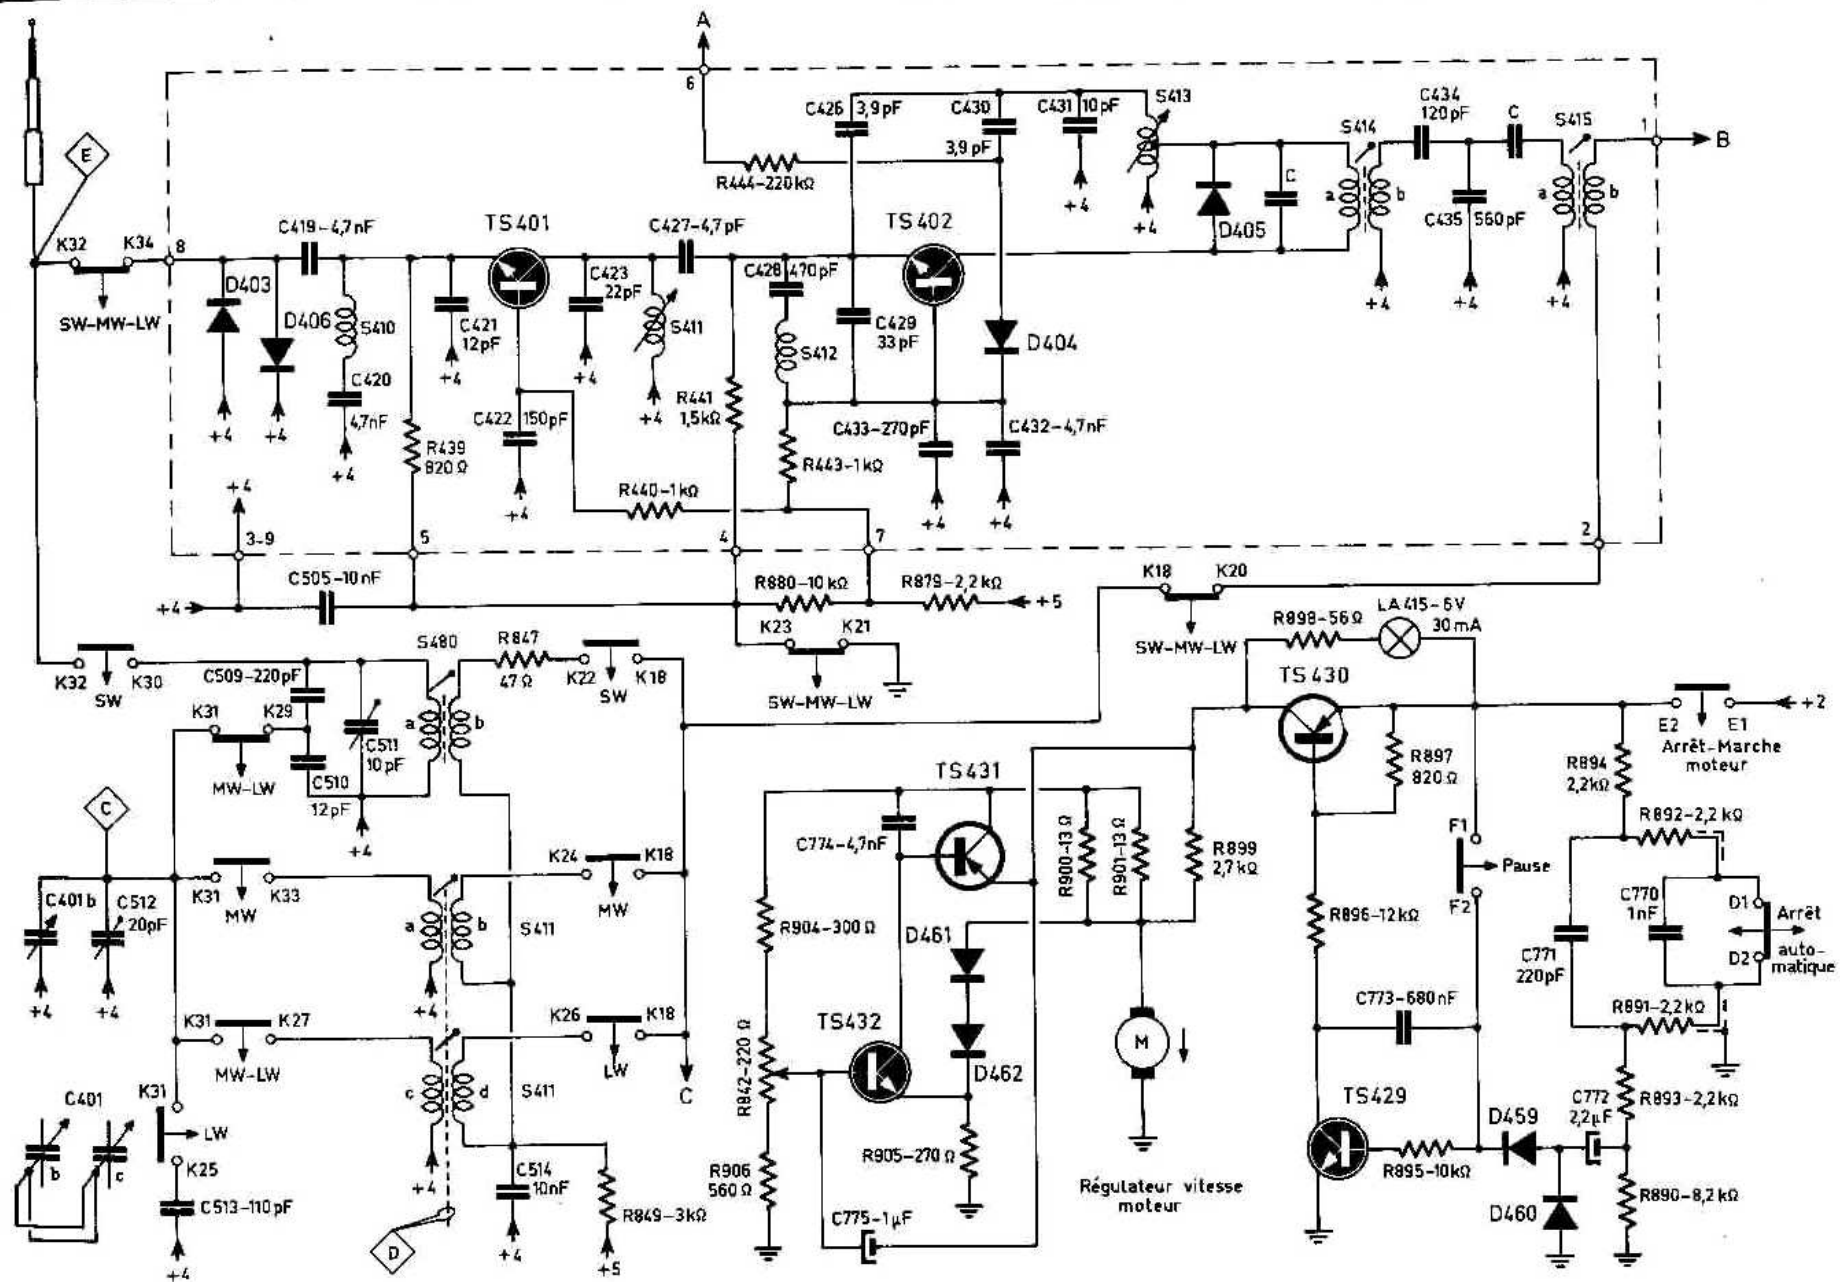 A
6
E
K32
K34
8
SW-MW-LW
C419-4,7nF
D403
D406
S410
C420
4,7nF
+4
+4
+4
R439
820Ω
C421
12pF
+4
TS401
C422
150pF
+4
C423
22pF
+4
S411
+4
C427-4,7pF
R441
1,5kΩ
R440-1kΩ
R444-220kΩ
C426
3,9pF
C428
470pF
S412
C429
33pF
R443-1kΩ
TS402
C430
3,9pF
C431
10pF
+4
S413
+4
D404
C433-270pF
+4
C432-4,7nF
+4
D405
C
S414
a
b
+4
C434
120pF
C435
560pF
+4
C
S415
a
b
+4
1
B
+4
3-9
5
4
7
2
+4
C505-10nF
R880-10kΩ
R879-2,2kΩ
+5
K23
K21
SW-MW-LW
K18
K20
SW-MW-LW
K32
K30
SW
C509-220pF
K31
K29
MW-LW
C510
12pF
C511
10pF
+4
S480
a
b
R847
47Ω
K22
K18
SW
C
C401b
+4
C512
20pF
+4
K31
K33
MW
a
b
S411
+4
K24
K18
MW
K31
K27
MW-LW
c
d
S411
+4
K26
K18
LW
C
C401
b
c
K31
LW
K25
C513-110pF
+4
D
C514
10nF
+4
R849-3kΩ
+5
R898-56Ω
LA415-6V
30mA
TS430
R897
820Ω
E2
E1
+2
Arrêt-Marche
moteur
R894
2,2kΩ
R892-2,2kΩ
F1
Pause
F2
C770
1nF
C771
220pF
D1
D2
Arrêt
auto-
matique
R891-2,2kΩ
TS431
C774-4,7nF
R900-13Ω
R901-13Ω
R899
2,7kΩ
R896-12kΩ
R904-300Ω
D461
D462
TS432
R842-220Ω
M
C773-680nF
TS429
D459
C772
2,2µF
R893-2,2kΩ
R895-10kΩ
D460
R890-8,2kΩ
R905-270Ω
R906
560Ω
C775-1µF
Régulateur vitesse
moteur